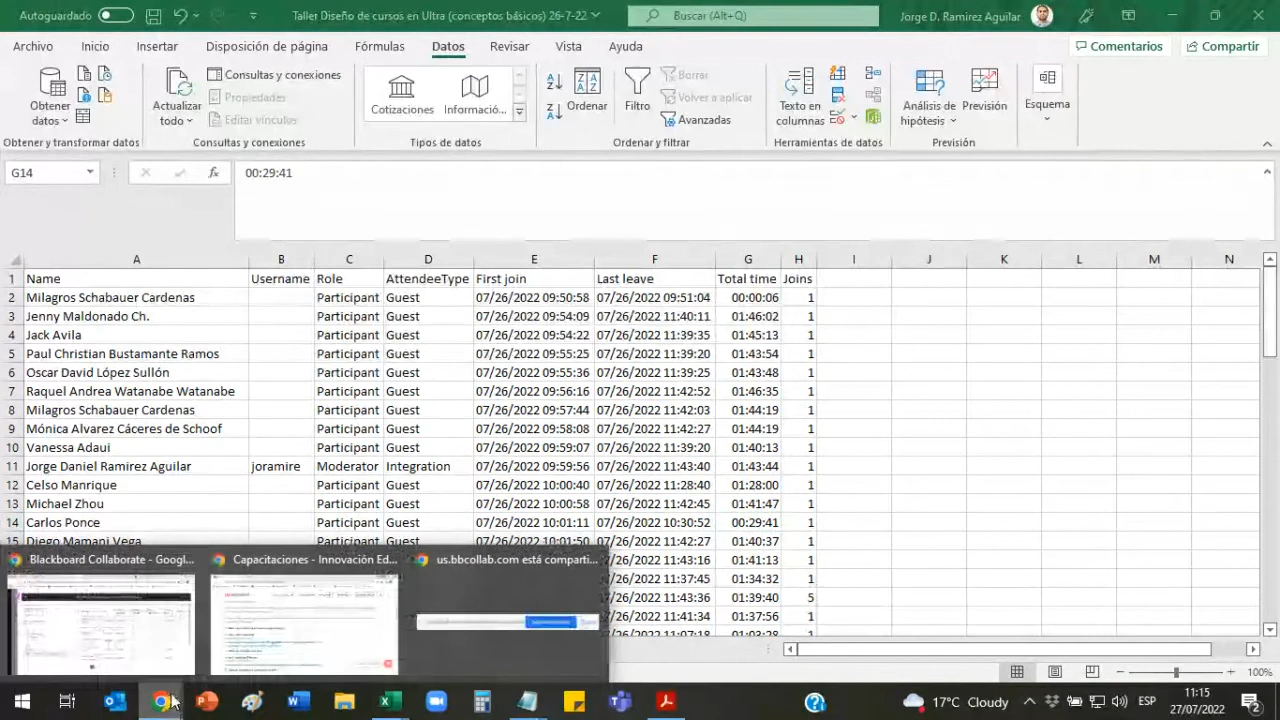 Autoguardado Taller Diseño de cursos en Ultra (conceptos básicos) 26-7-22 Buscar (Alt+Q) Jorge D. Ramirez Aguilar
Archivo Inicio Insertar Disposición de página Fórmulas Datos Revisar Vista Ayuda Comentarios Compartir
Obtener datos
Actualizar todo
Consultas y conexiones
Propiedades
Editar vínculos
Cotizaciones Informació...
Ordenar
Filtro
Borrar
Volver a aplicar
Avanzadas
Texto en columnas
Análisis de hipótesis
Previsión
Esquema
Obtener y transformar datos Consultas y conexiones Tipos de datos Ordenar y filtrar Herramientas de datos Previsión
G14 fx 00:29:41
A B C D E F G H I J K L M N
1 Name Username Role AttendeeType First join Last leave Total time Joins
2 Milagros Schabauer Cardenas Participant Guest 07/26/2022 09:50:58 07/26/2022 09:51:04 00:00:06 1
3 Jenny Maldonado Ch. Participant Guest 07/26/2022 09:54:09 07/26/2022 11:40:11 01:46:02 1
4 Jack Avila Participant Guest 07/26/2022 09:54:22 07/26/2022 11:39:35 01:45:13 1
5 Paul Christian Bustamante Ramos Participant Guest 07/26/2022 09:55:25 07/26/2022 11:39:20 01:43:54 1
6 Oscar David López Sullón Participant Guest 07/26/2022 09:55:36 07/26/2022 11:39:25 01:43:48 1
7 Raquel Andrea Watanabe Watanabe Participant Guest 07/26/2022 09:56:16 07/26/2022 11:42:52 01:46:35 1
8 Milagros Schabauer Cardenas Participant Guest 07/26/2022 09:57:44 07/26/2022 11:42:03 01:44:19 1
9 Mónica Alvarez Cáceres de Schoof Participant Guest 07/26/2022 09:58:08 07/26/2022 11:42:27 01:44:19 1
10 Vanessa Adaui Participant Guest 07/26/2022 09:59:07 07/26/2022 11:39:20 01:40:13 1
11 Jorge Daniel Ramirez Aguilar joramire Moderator Integration 07/26/2022 09:59:56 07/26/2022 11:43:40 01:43:44 1
12 Celso Manrique Participant Guest 07/26/2022 10:00:40 07/26/2022 11:28:40 01:28:00 1
13 Michael Zhou Participant Guest 07/26/2022 10:00:58 07/26/2022 11:42:45 01:41:47 1
14 Carlos Ponce Participant Guest 07/26/2022 10:01:11 07/26/2022 10:30:52 00:29:41 1
15 Diego Mamani Vega Participant Guest 07/26/2022 10:01:50 07/26/2022 11:42:27 01:40:37 1
Blackboard Collaborate - Googl... Capacitaciones - Innovación Ed... us.bbcollab.com está comparti... 11:43:16 01:41:13 1
11:37:45 01:34:32 1
11:43:36 01:39:40 5
11:41:34 01:37:56 1
100%
17°C Cloudy ESP 11:15
27/07/2022 2